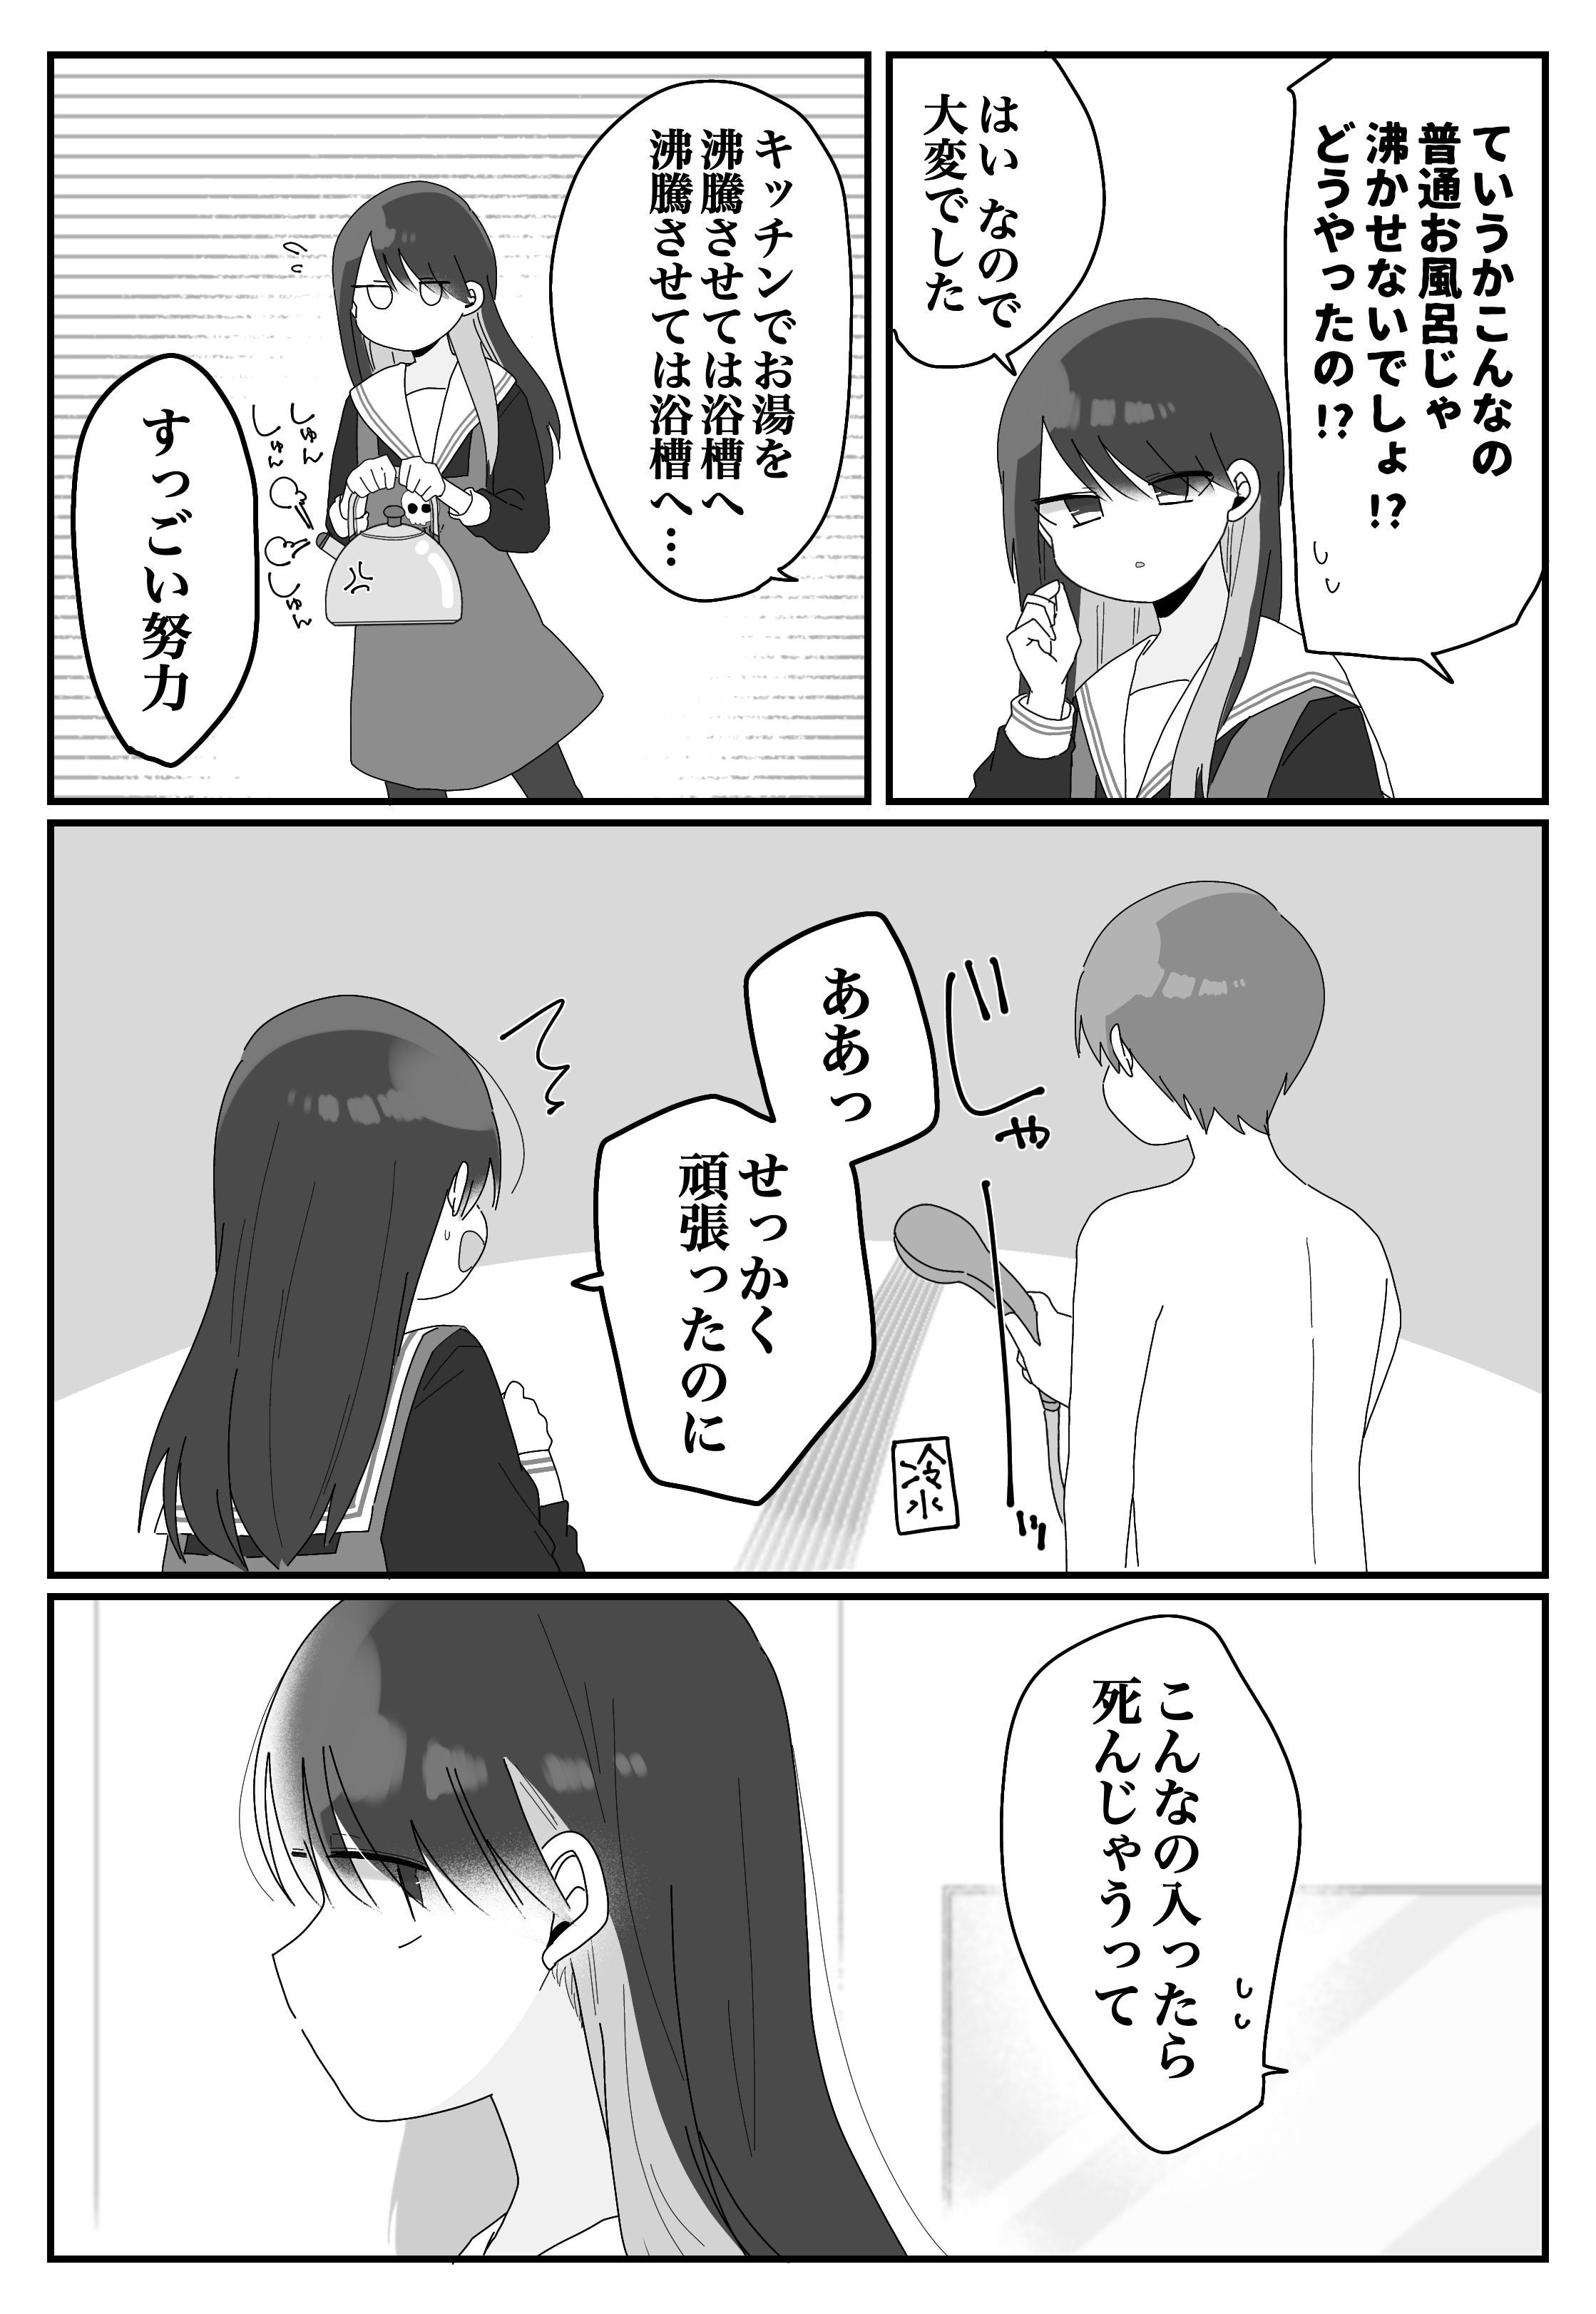 ていうかこんなの
普通お風呂じゃ
沸かせないでしょ!?
どうやったの!?
はい なので
大変でした
キッチンでお湯を
沸騰させては浴槽へ
沸騰させては浴槽へ…
しゅん
しゅん
しゅん
すっごい努力
じゃーッ
ああっ
せっかく
頑張ったのに
冷水
こんなの入ったら
死んじゃうって